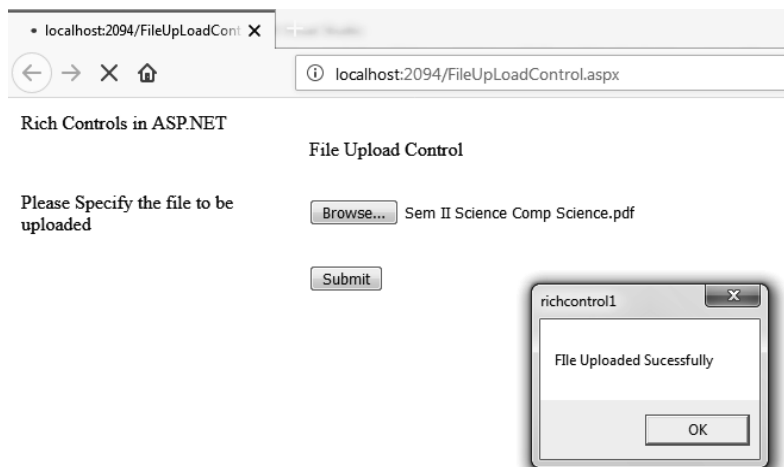 localhost:2094/FileUpLoadCont
localhost:2094/FileUpLoadControl.aspx
Rich Controls in ASP.NET
File Upload Control
Please Specify the file to be
uploaded
Browse... Sem II Science Comp Science.pdf
Submit
richcontrol1
FIle Uploaded Sucessfully
OK